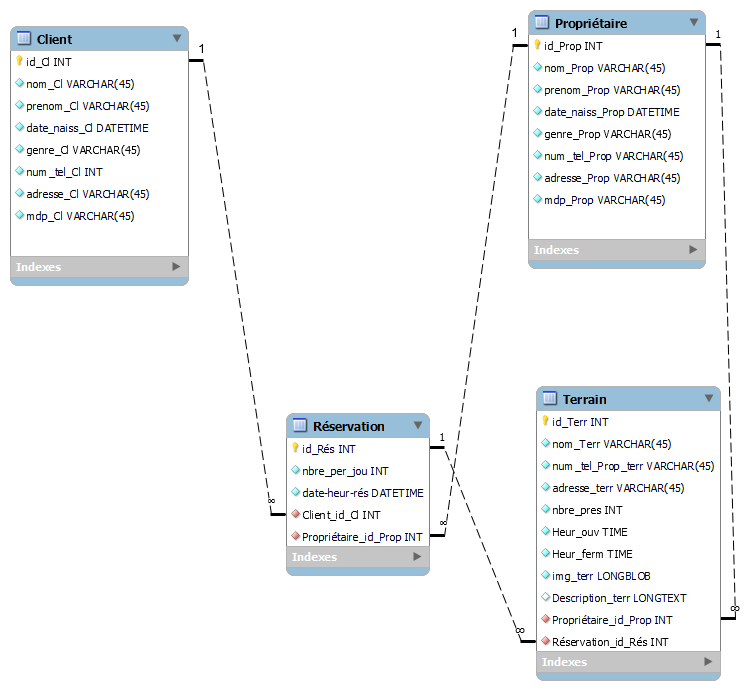 Client
id_Cl INT
nom_Cl VARCHAR(45)
prenom_Cl VARCHAR(45)
date_naiss_Cl DATETIME
genre_Cl VARCHAR(45)
num_tel_Cl INT
adresse_Cl VARCHAR(45)
mdp_Cl VARCHAR(45)
Indexes
1
Propriétaire
id_Prop INT
nom_Prop VARCHAR(45)
prenom_Prop VARCHAR(45)
date_naiss_Prop DATETIME
genre_Prop VARCHAR(45)
num_tel_Prop VARCHAR(45)
adresse_Prop VARCHAR(45)
mdp_Prop VARCHAR(45)
Indexes
1
1
Réservation
id_Rés INT
nbre_per_jou INT
date-heur-rés DATETIME
Client_id_Cl INT
Propriétaire_id_Prop INT
Indexes
∞
1
∞
Terrain
id_Terr INT
nom_Terr VARCHAR(45)
num_tel_Prop_terr VARCHAR(45)
adresse_terr VARCHAR(45)
nbre_pres INT
Heur_ouv TIME
Heur_ferm TIME
img_terr LONGBLOB
Description_terr LONGTEXT
Propriétaire_id_Prop INT
Réservation_id_Rés INT
Indexes
∞
∞